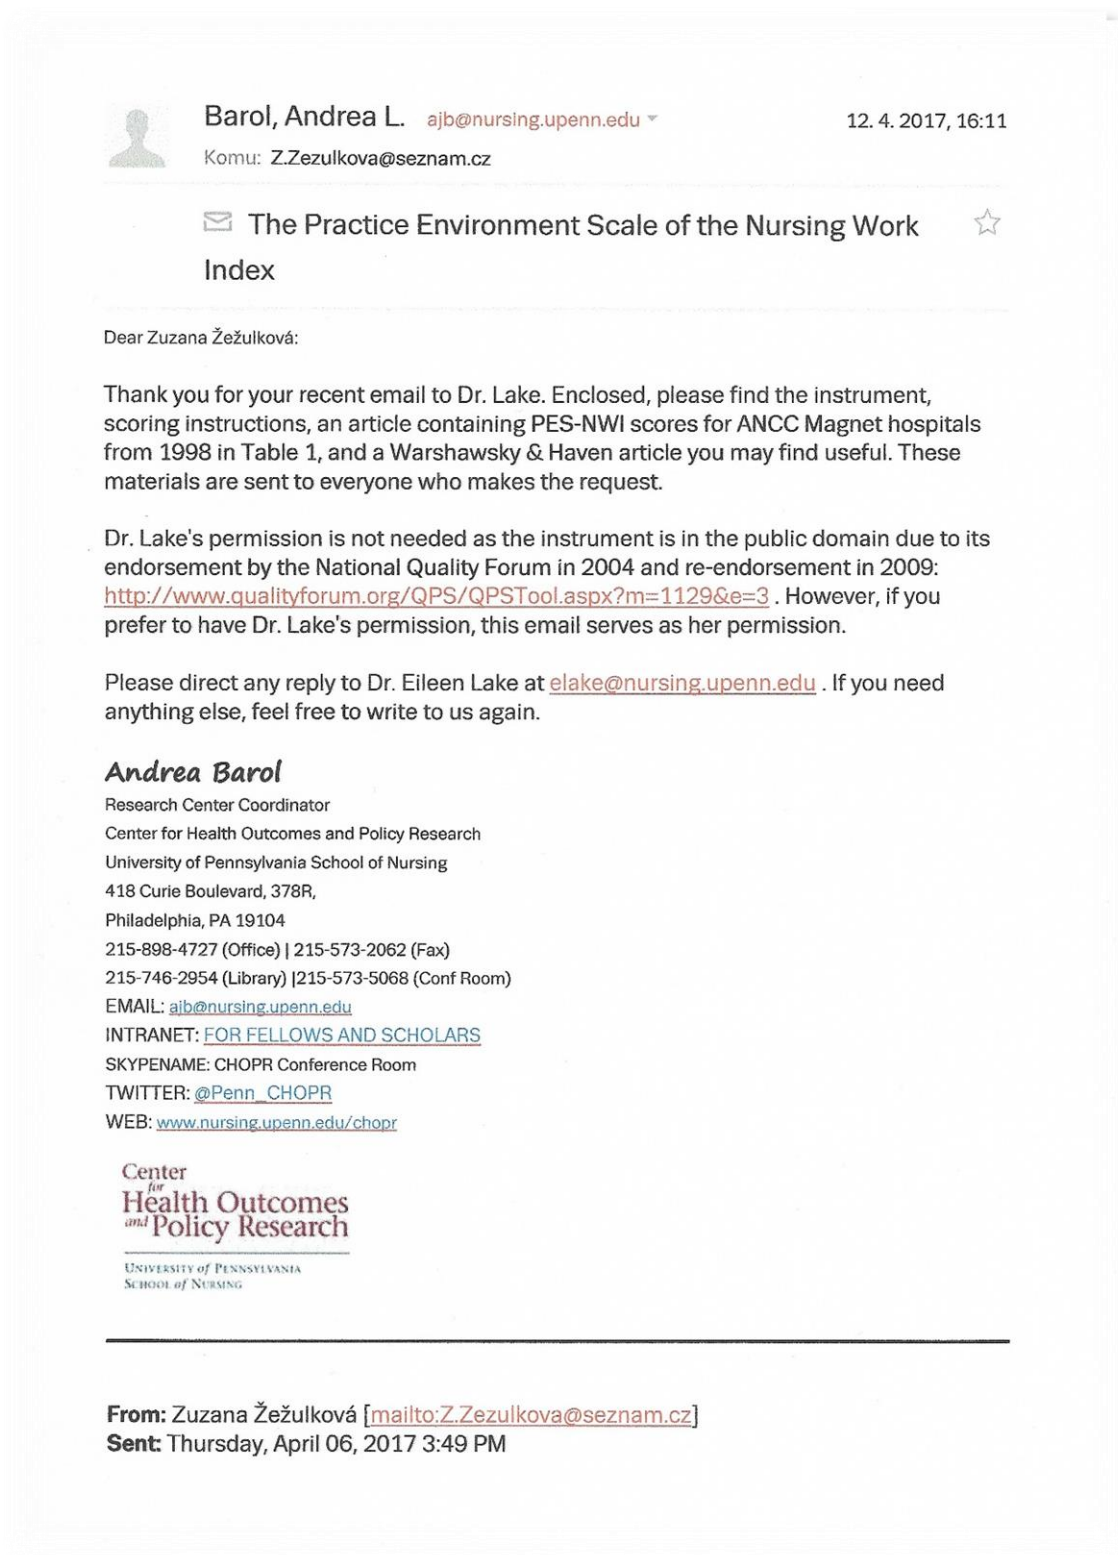 Barol, Andrea L. ajb@nursing.upenn.edu 12. 4. 2017, 16:11
Komu: Z.Zezulkova@seznam.cz
The Practice Environment Scale of the Nursing Work
Index
Dear Zuzana Žežulková:
Thank you for your recent email to Dr. Lake. Enclosed, please find the instrument,
scoring instructions, an article containing PES-NWI scores for ANCC Magnet hospitals
from 1998 in Table 1, and a Warshawsky & Haven article you may find useful. These
materials are sent to everyone who makes the request.
Dr. Lake's permission is not needed as the instrument is in the public domain due to its
endorsement by the National Quality Forum in 2004 and re-endorsement in 2009:
http://www.qualityforum.org/QPS/QPSTool.aspx?m=1129&e=3 . However, if you
prefer to have Dr. Lake's permission, this email serves as her permission.
Please direct any reply to Dr. Eileen Lake at elake@nursing.upenn.edu . If you need
anything else, feel free to write to us again.
Andrea Barol
Research Center Coordinator
Center for Health Outcomes and Policy Research
University of Pennsylvania School of Nursing
418 Curie Boulevard, 378R,
Philadelphia, PA 19104
215-898-4727 (Office) | 215-573-2062 (Fax)
215-746-2954 (Library) |215-573-5068 (Conf Room)
EMAIL: ajb@nursing.upenn.edu
INTRANET: FOR FELLOWS AND SCHOLARS
SKYPENAME: CHOPR Conference Room
TWITTER: @Penn_CHOPR
WEB: www.nursing.upenn.edu/chopr
Center
for
Health Outcomes
and Policy Research
UNIVERSITY of PENNSYLVANIA
SCHOOL of NURSING
From: Zuzana Žežulková [mailto:Z.Zezulkova@seznam.cz]
Sent: Thursday, April 06, 2017 3:49 PM